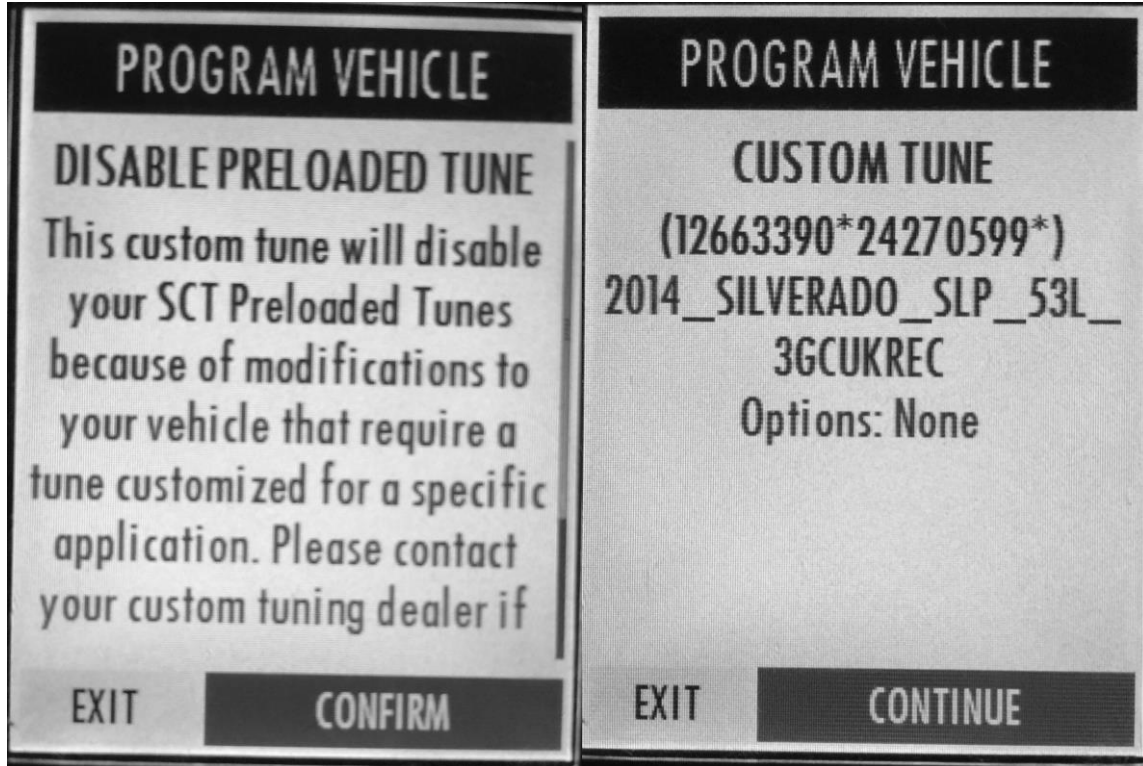 PROGRAM VEHICLE
DISABLE PRELOADED TUNE
This custom tune will disable
your SCT Preloaded Tunes
because of modifications to
your vehicle that require a
tune customized for a specific
application. Please contact
your custom tuning dealer if
EXIT
CONFIRM
PROGRAM VEHICLE
CUSTOM TUNE
(12663390*24270599*)
2014_SILVERADO_SLP_53L_
3GCUKREC
Options: None
EXIT
CONTINUE